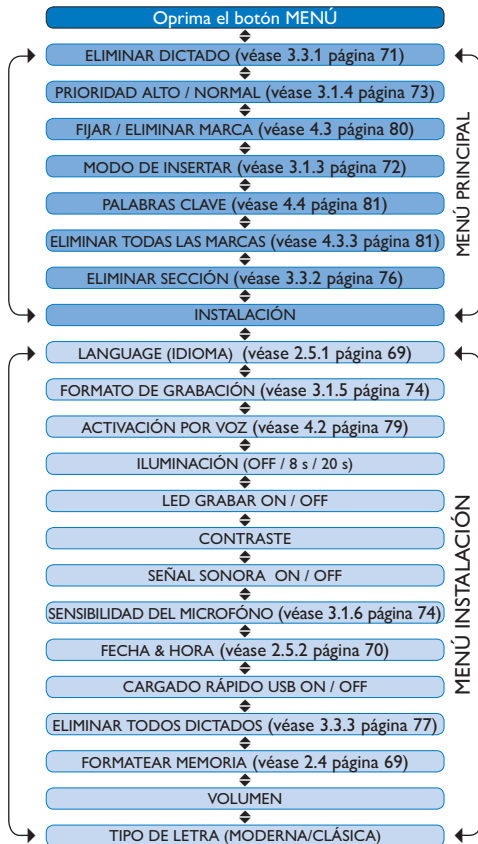 Oprima el botón MENÚ
ELIMINAR DICTADO (véase 3.3.1 página 71)
PRIORIDAD ALTO / NORMAL (véase 3.1.4 página 73)
FIJAR / ELIMINAR MARCA (véase 4.3 página 80)
MODO DE INSERTAR (véase 3.1.3 página 72)
PALABRAS CLAVE (véase 4.4 página 81)
ELIMINAR TODAS LAS MARCAS (véase 4.3.3 página 81)
ELIMINAR SECCIÓN (véase 3.3.2 página 76)
INSTALACIÓN
MENÚ PRINCIPAL
LANGUAGE (IDIOMA) (véase 2.5.1 página 69)
FORMATO DE GRABACIÓN (véase 3.1.5 página 74)
ACTIVACIÓN POR VOZ (véase 4.2 página 79)
ILUMINACIÓN (OFF / 8 s / 20 s)
LED GRABAR ON / OFF
CONTRASTE
SEÑAL SONORA ON / OFF
SENSIBILIDAD DEL MICROFÓNO (véase 3.1.6 página 74)
FECHA & HORA (véase 2.5.2 página 70)
CARGADO RÁPIDO USB ON / OFF
ELIMINAR TODOS DICTADOS (véase 3.3.3 página 77)
FORMATEAR MEMORIA (véase 2.4 página 69)
VOLUMEN
TIPO DE LETRA (MODERNA/CLÁSICA)
MENÚ INSTALACIÓN